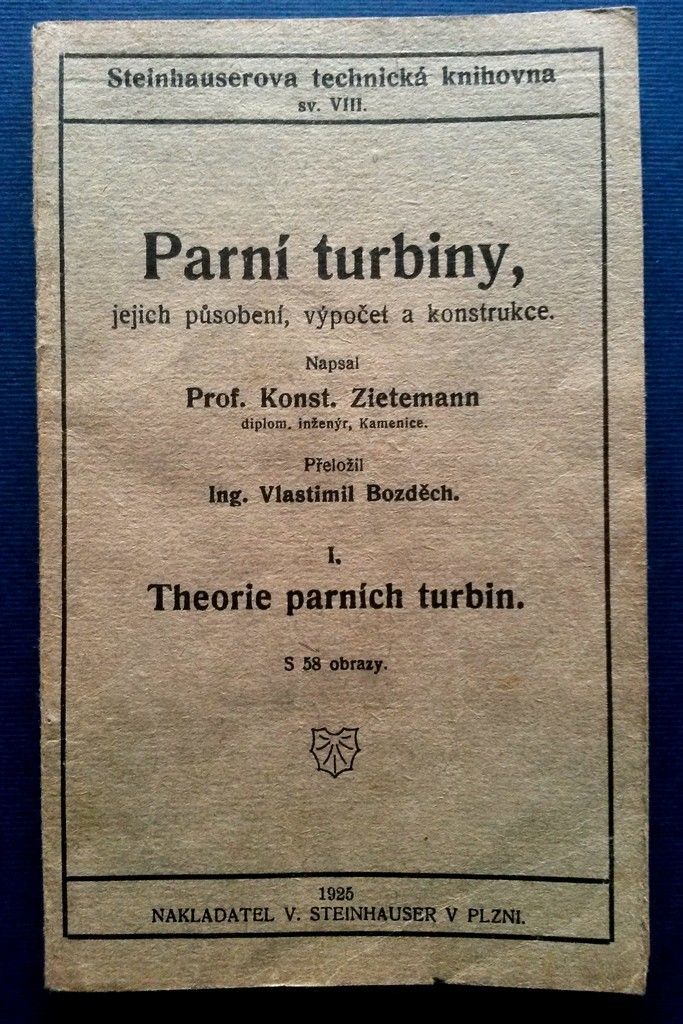 Steinhauserova technická knihovna
sv. VIII.
Parní turbiny,
jejich působení, výpočet a konstrukce.
Napsal
Prof. Konst. Zietemann
diplom. inženýr, Kamenice.
Přeložil
Ing. Vlastimil Bozděch.
I.
Theorie parních turbin.
S 58 obrazy.
1925
NAKLADATEL V. STEINHAUSER V PLZNI.